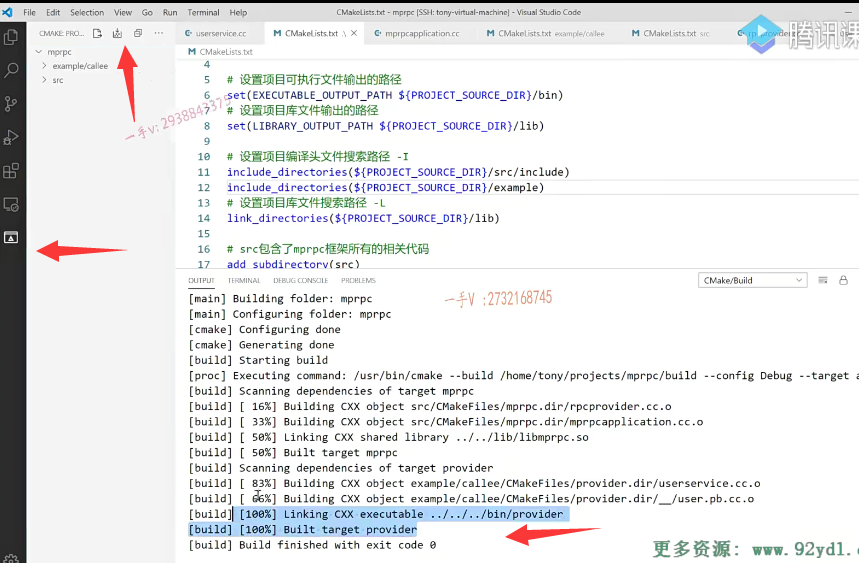 File Edit Selection View Go Run Terminal Help CMakeLists.txt - mprpc [SSH: tony-virtual-machine] - Visual Studio Code
CMAKE: PRO... userservice.cc CMakeLists.txt .\ mprpcapplication.cc CMakeLists.txt example/callee CMakeLists.txt src
腾讯课
mprpc
example/callee
src
CMakeLists.txt
4
5 # 设置项目可执行文件输出的路径
6 set(EXECUTABLE_OUTPUT_PATH ${PROJECT_SOURCE_DIR}/bin)
7 # 设置项目库文件输出的路径
8 set(LIBRARY_OUTPUT_PATH ${PROJECT_SOURCE_DIR}/lib)
9
10 # 设置项目编译头文件搜索路径 -I
11 include_directories(${PROJECT_SOURCE_DIR}/src/include)
12 include_directories(${PROJECT_SOURCE_DIR}/example)
13 # 设置项目库文件搜索路径 -L
14 link_directories(${PROJECT_SOURCE_DIR}/lib)
15
16 # src包含了mprpc框架所有的相关代码
17 add_subdirectory(src)
一手v: 2938843375
OUTPUT TERMINAL DEBUG CONSOLE PROBLEMS CMake/Build
[main] Building folder: mprpc
一手V :2732168745
[main] Configuring folder: mprpc
[cmake] Configuring done
[cmake] Generating done
[build] Starting build
[proc] Executing command: /usr/bin/cmake --build /home/tony/projects/mprpc/build --config Debug --target a
[build] Scanning dependencies of target mprpc
[build] [ 16%] Building CXX object src/CMakeFiles/mprpc.dir/rpcprovider.cc.o
[build] [ 33%] Building CXX object src/CMakeFiles/mprpc.dir/mprpcapplication.cc.o
[build] [ 50%] Linking CXX shared library ../../lib/libmprpc.so
[build] [ 50%] Built target mprpc
[build] Scanning dependencies of target provider
[build] [ 83%] Building CXX object example/callee/CMakeFiles/provider.dir/userservice.cc.o
[build] [ 66%] Building CXX object example/callee/CMakeFiles/provider.dir/__/user.pb.cc.o
[build] [100%] Linking CXX executable ../../../bin/provider
[build] [100%] Built target provider
[build] Build finished with exit code 0
更多资源: www.92yd1.